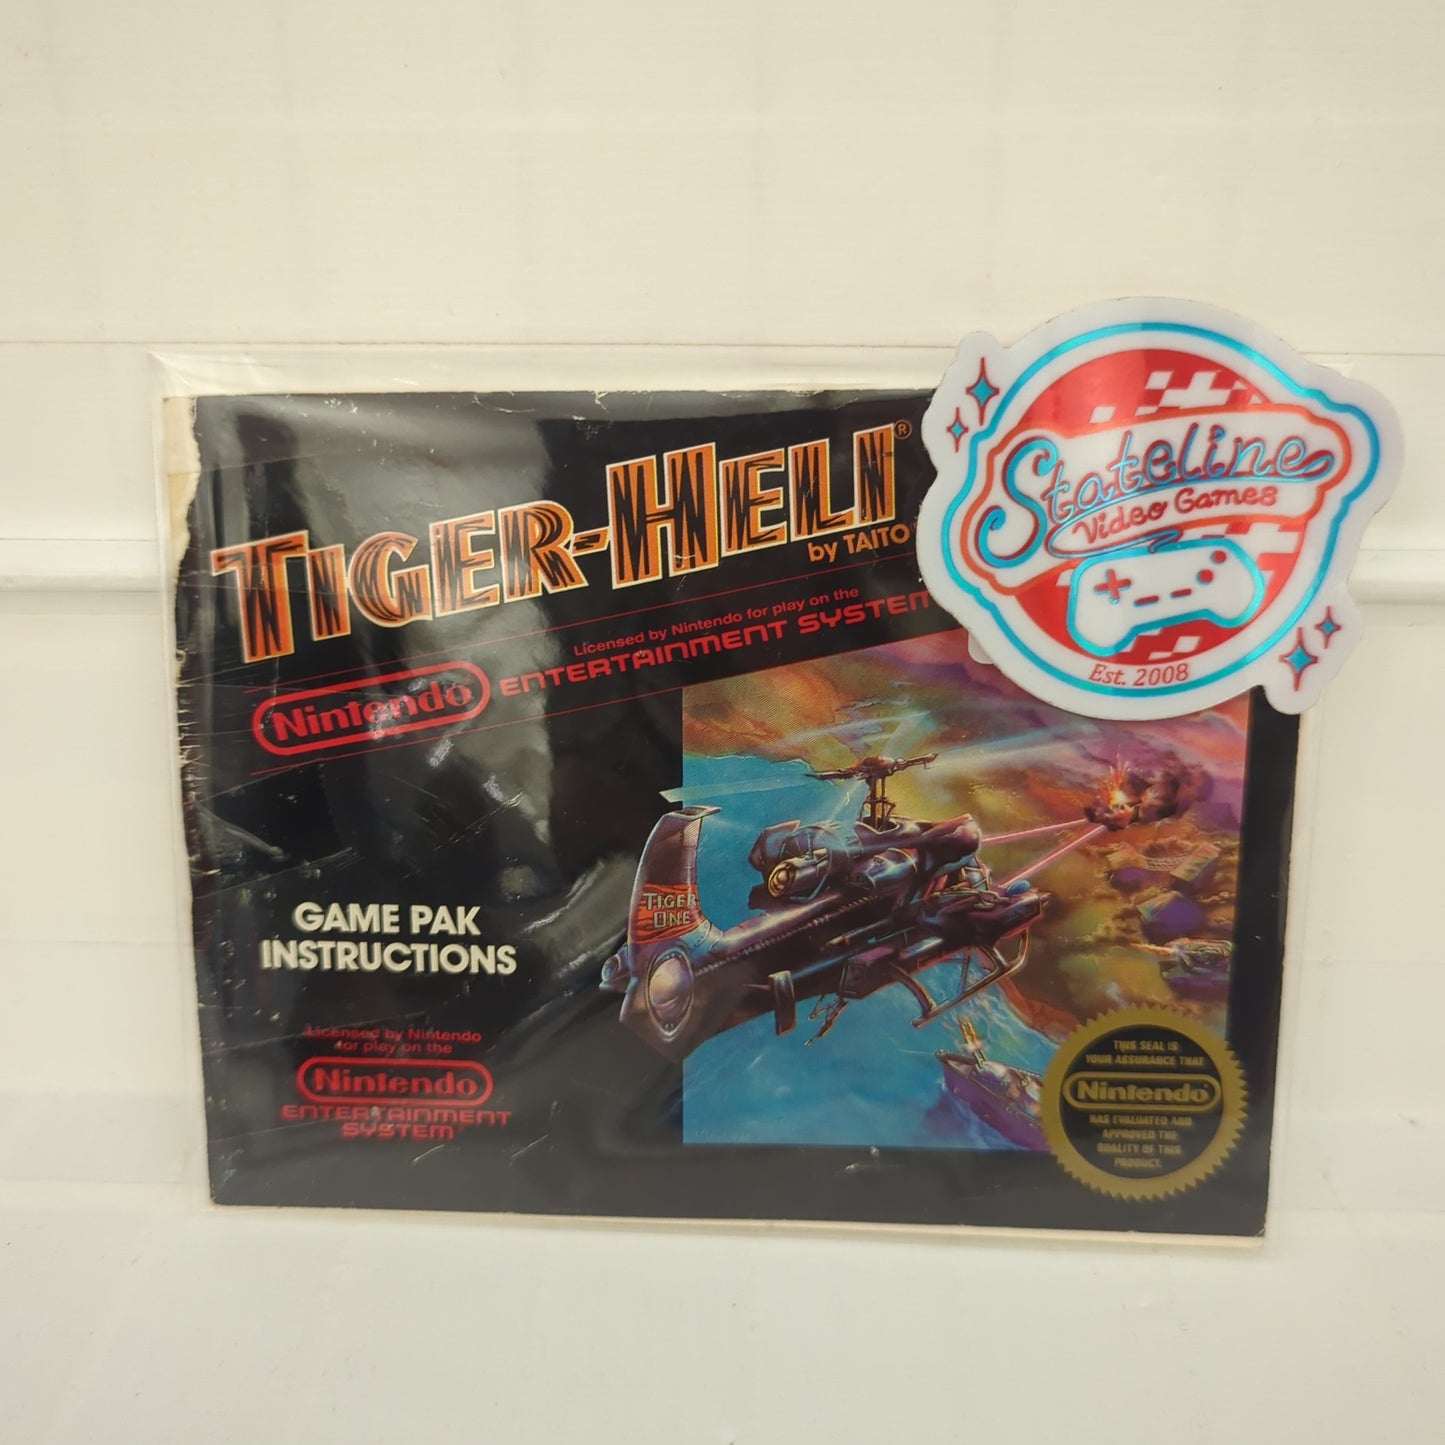 TIGER-HELI®
by TAITO
Licensed by Nintendo for play on the
Nintendo ENTERTAINMENT SYSTEM
Stateline
Video Games
Est. 2008
TIGER
ONE
GAME PAK
INSTRUCTIONS
Licensed by Nintendo
for play on the
Nintendo
ENTERTAINMENT
SYSTEM
THIS SEAL IS
YOUR ASSURANCE THAT
Nintendo
HAS EVALUATED AND
APPROVED THE
QUALITY OF THIS
PRODUCT.